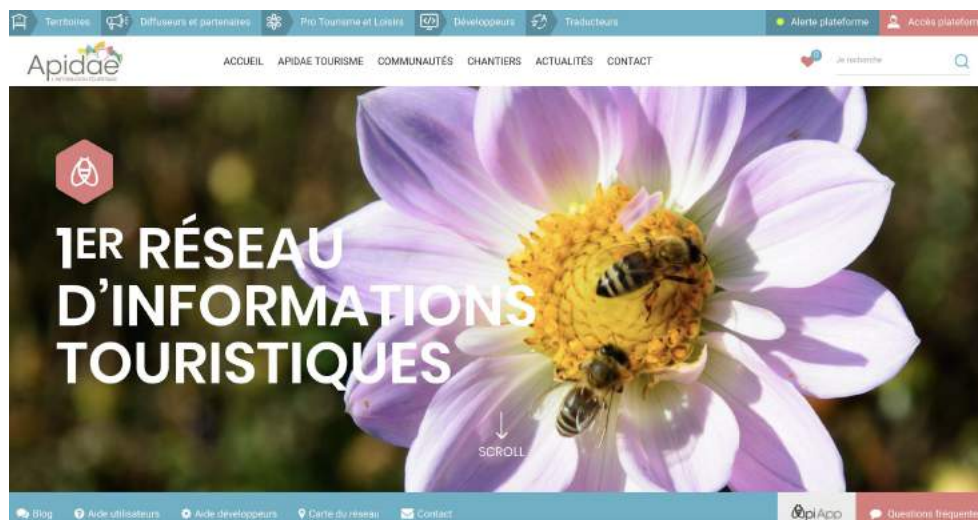 Territoires Diffuseurs et partenaires Pro Tourisme et Loisirs Développeurs Traducteurs Alerte plateforme Accès plateform
Apidae ACCUEIL APIDAE TOURISME COMMUNAUTÉS CHANTIERS ACTUALITÉS CONTACT 0 Je recherche
1ER RÉSEAU
D'INFORMATIONS
TOURISTIQUES
SCROLL
Blog Aide utilisateurs Aide développeurs Carte du réseau Contact ApiApp Questions fréquente